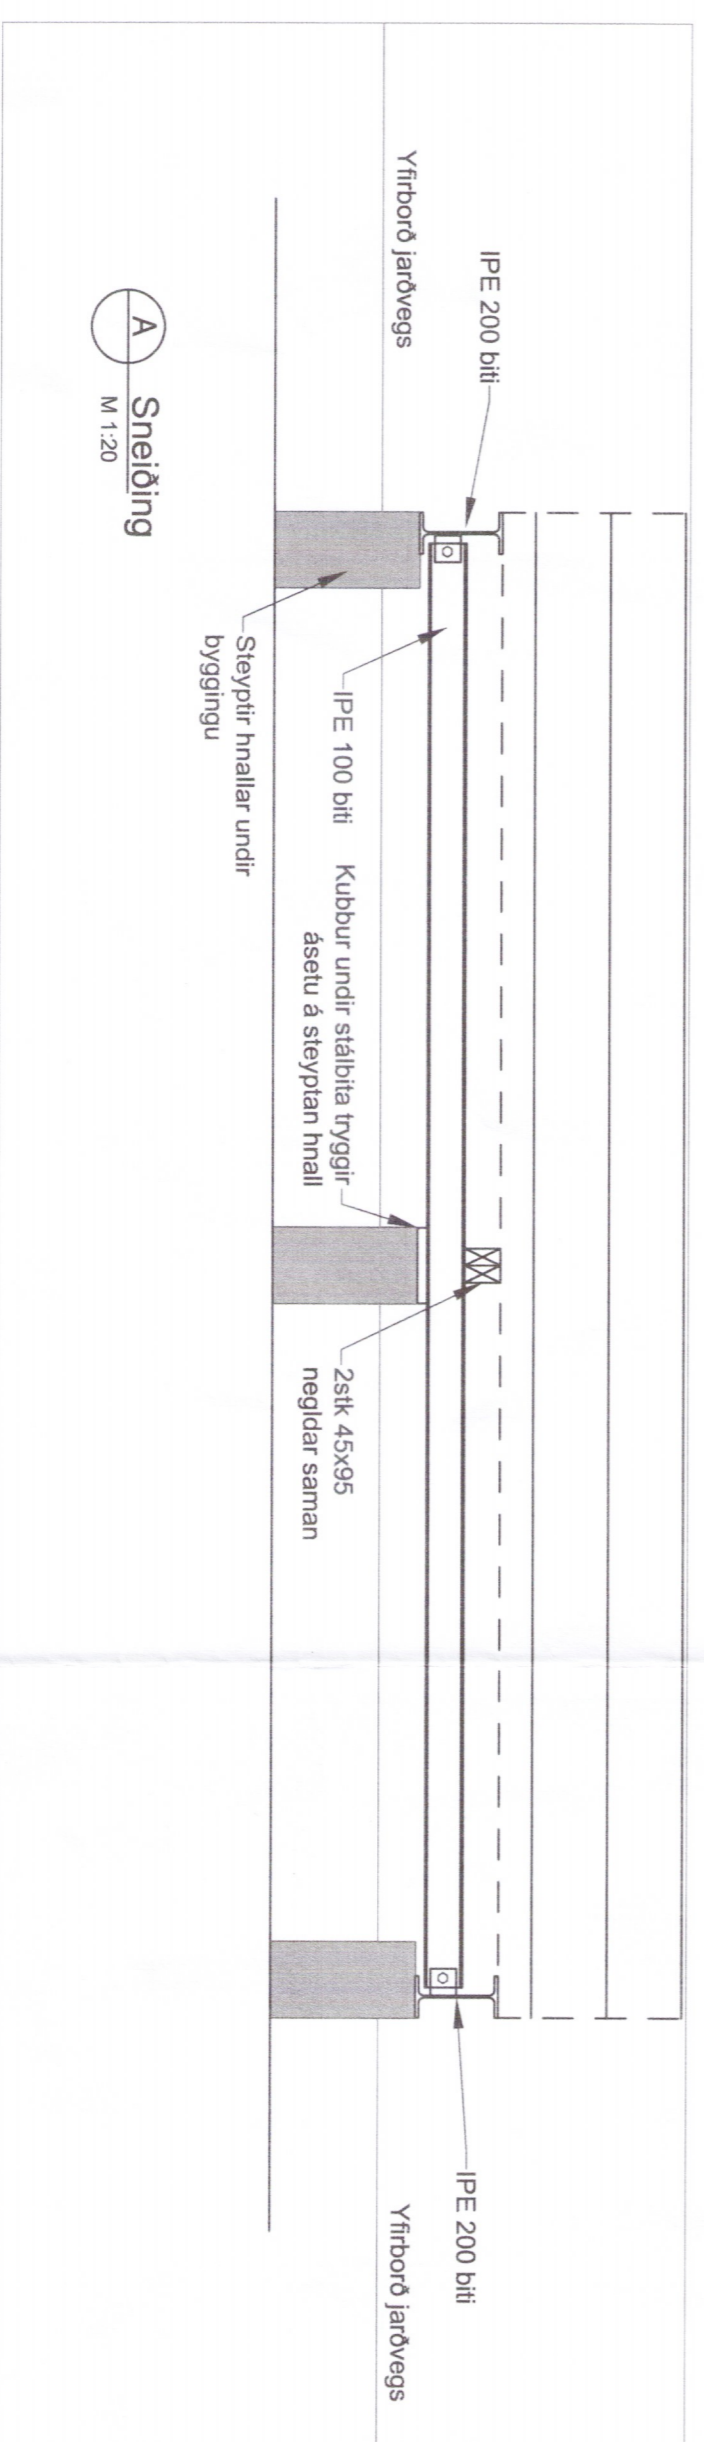 Yfirborð jarðvegs
IPE 200 biti
IPE 100 biti
Steyptir hnallar undir
byggingu
Kubbur undir stálbita tryggir
ásetu á steyptan hnall
2stk 45x95
negldar saman
IPE 200 biti
Yfirborð jarðvegs
A
Sneiðing
M 1:20